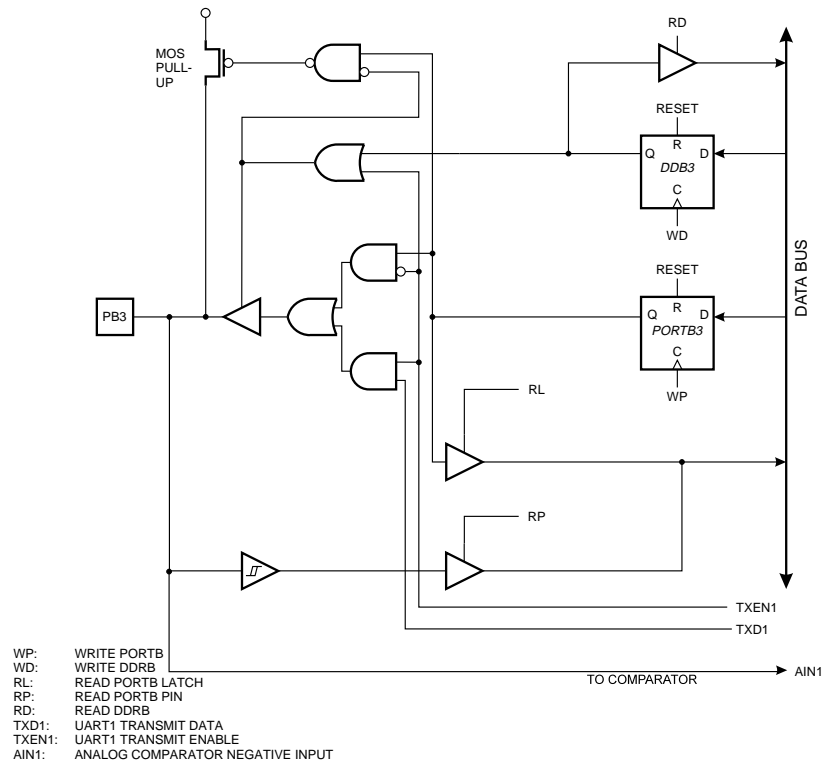 MOS
PULL-
UP
RD
RESET
R
Q
D
DDB3
C
WD
RESET
R
Q
D
PORTB3
C
WP
DATA BUS
PB3
RL
RP
TXEN1
TXD1
TO COMPARATOR
AIN1
WP: WRITE PORTB
WD: WRITE DDRB
RL: READ PORTB LATCH
RP: READ PORTB PIN
RD: READ DDRB
TXD1: UART1 TRANSMIT DATA
TXEN1: UART1 TRANSMIT ENABLE
AIN1: ANALOG COMPARATOR NEGATIVE INPUT